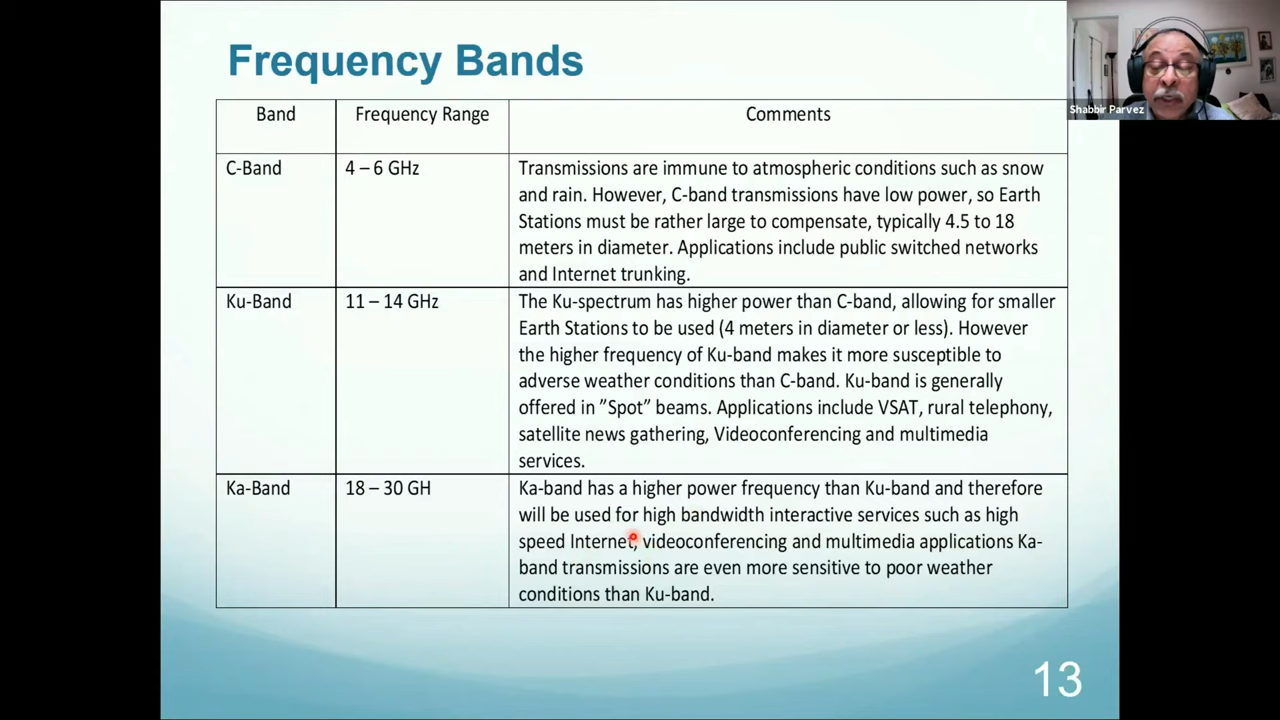 Frequency Bands
Band
Frequency Range
Comments
C-Band
4 – 6 GHz
Transmissions are immune to atmospheric conditions such as snow
and rain. However, C-band transmissions have low power, so Earth
Stations must be rather large to compensate, typically 4.5 to 18
meters in diameter. Applications include public switched networks
and Internet trunking.
Ku-Band
11 – 14 GHz
The Ku-spectrum has higher power than C-band, allowing for smaller
Earth Stations to be used (4 meters in diameter or less). However
the higher frequency of Ku-band makes it more susceptible to
adverse weather conditions than C-band. Ku-band is generally
offered in ”Spot” beams. Applications include VSAT, rural telephony,
satellite news gathering, Videoconferencing and multimedia
services.
Ka-Band
18 – 30 GH
Ka-band has a higher power frequency than Ku-band and therefore
will be used for high bandwidth interactive services such as high
speed Internet, videoconferencing and multimedia applications Ka-
band transmissions are even more sensitive to poor weather
conditions than Ku-band.
13
Shabbir Parvez